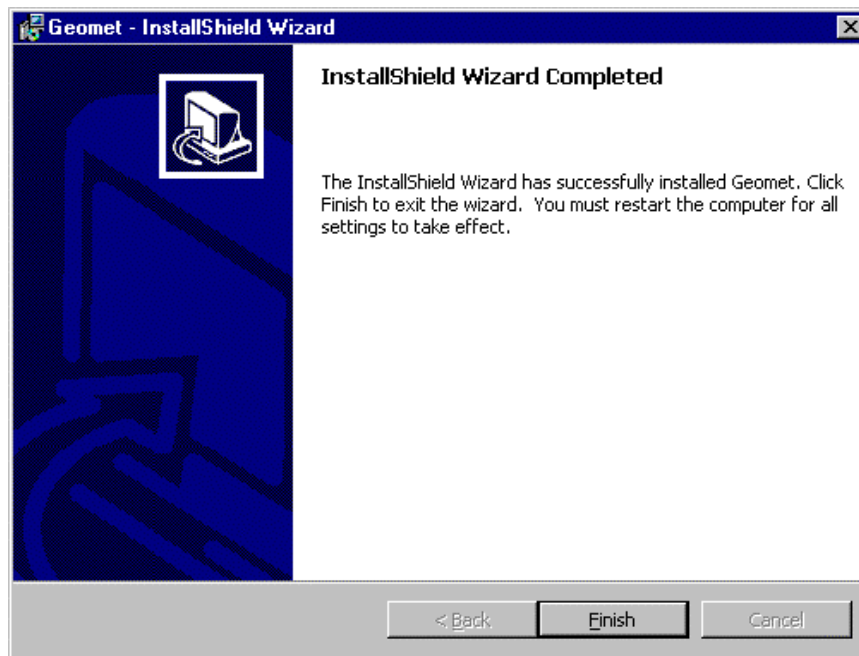 Geomet - InstallShield Wizard
InstallShield Wizard Completed
The InstallShield Wizard has successfully installed Geomet. Click
Finish to exit the wizard.  You must restart the computer for all
settings to take effect.
< Back
Finish
Cancel